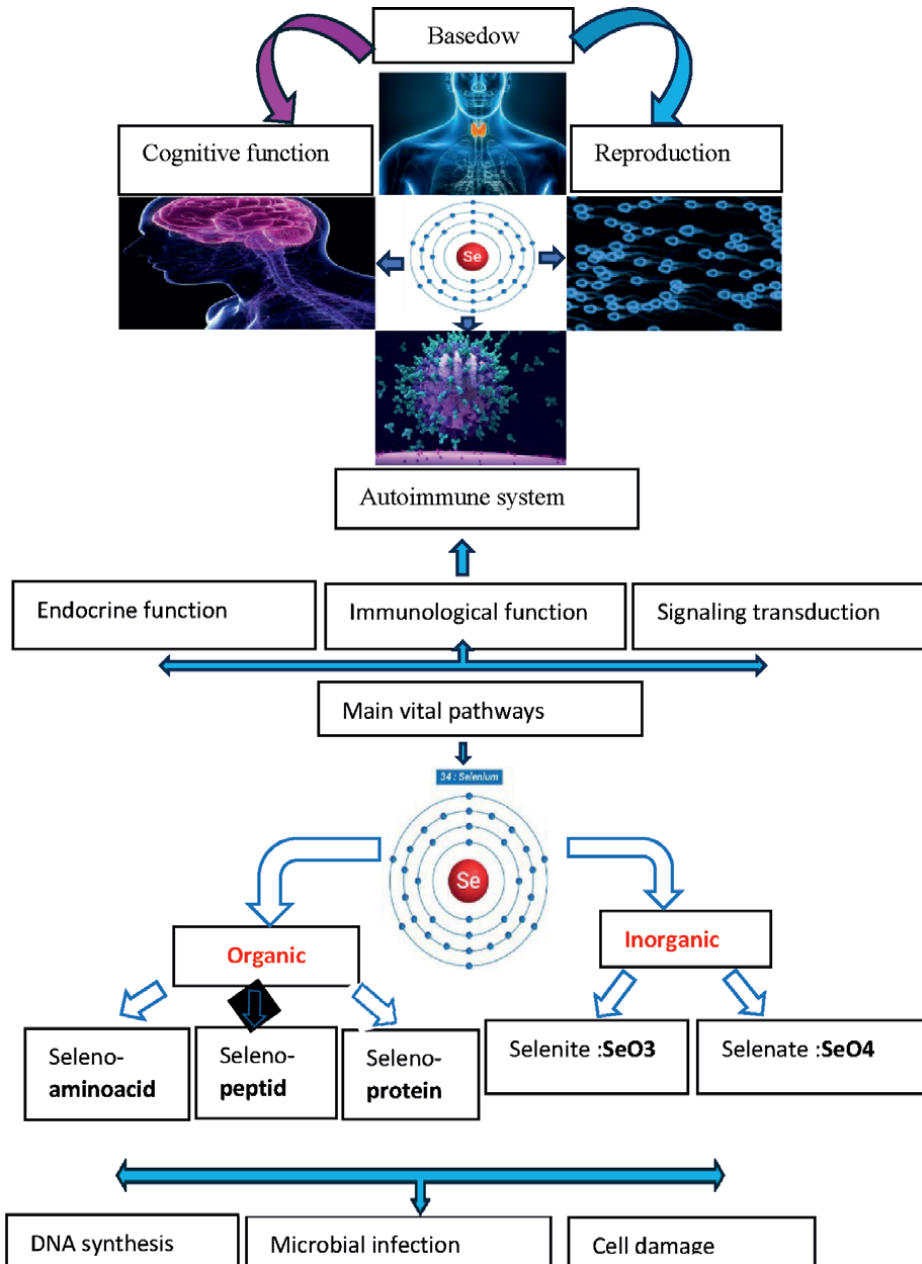 Basedow
Cognitive function
Reproduction
Se
Autoimmune system
Endocrine function
Immunological function
Signaling transduction
Main vital pathways
34 : Selenium
Se
Organic
Inorganic
Seleno-
aminoacid
Seleno-
peptid
Seleno-
protein
Selenite :SeO3
Selenate :SeO4
DNA synthesis
Microbial infection
Cell damage